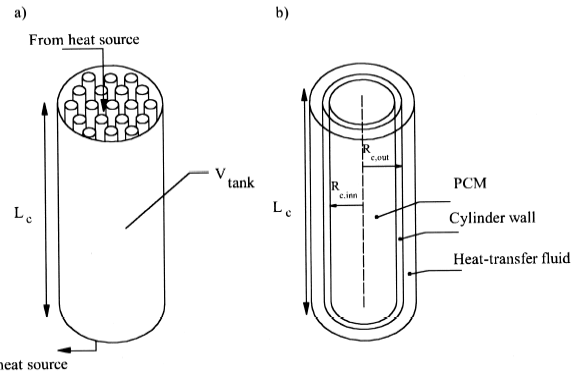 a)
From heat source
V tank
L c
heat source
b)
R c,out
R c,inn
L c
PCM
Cylinder wall
Heat-transfer fluid